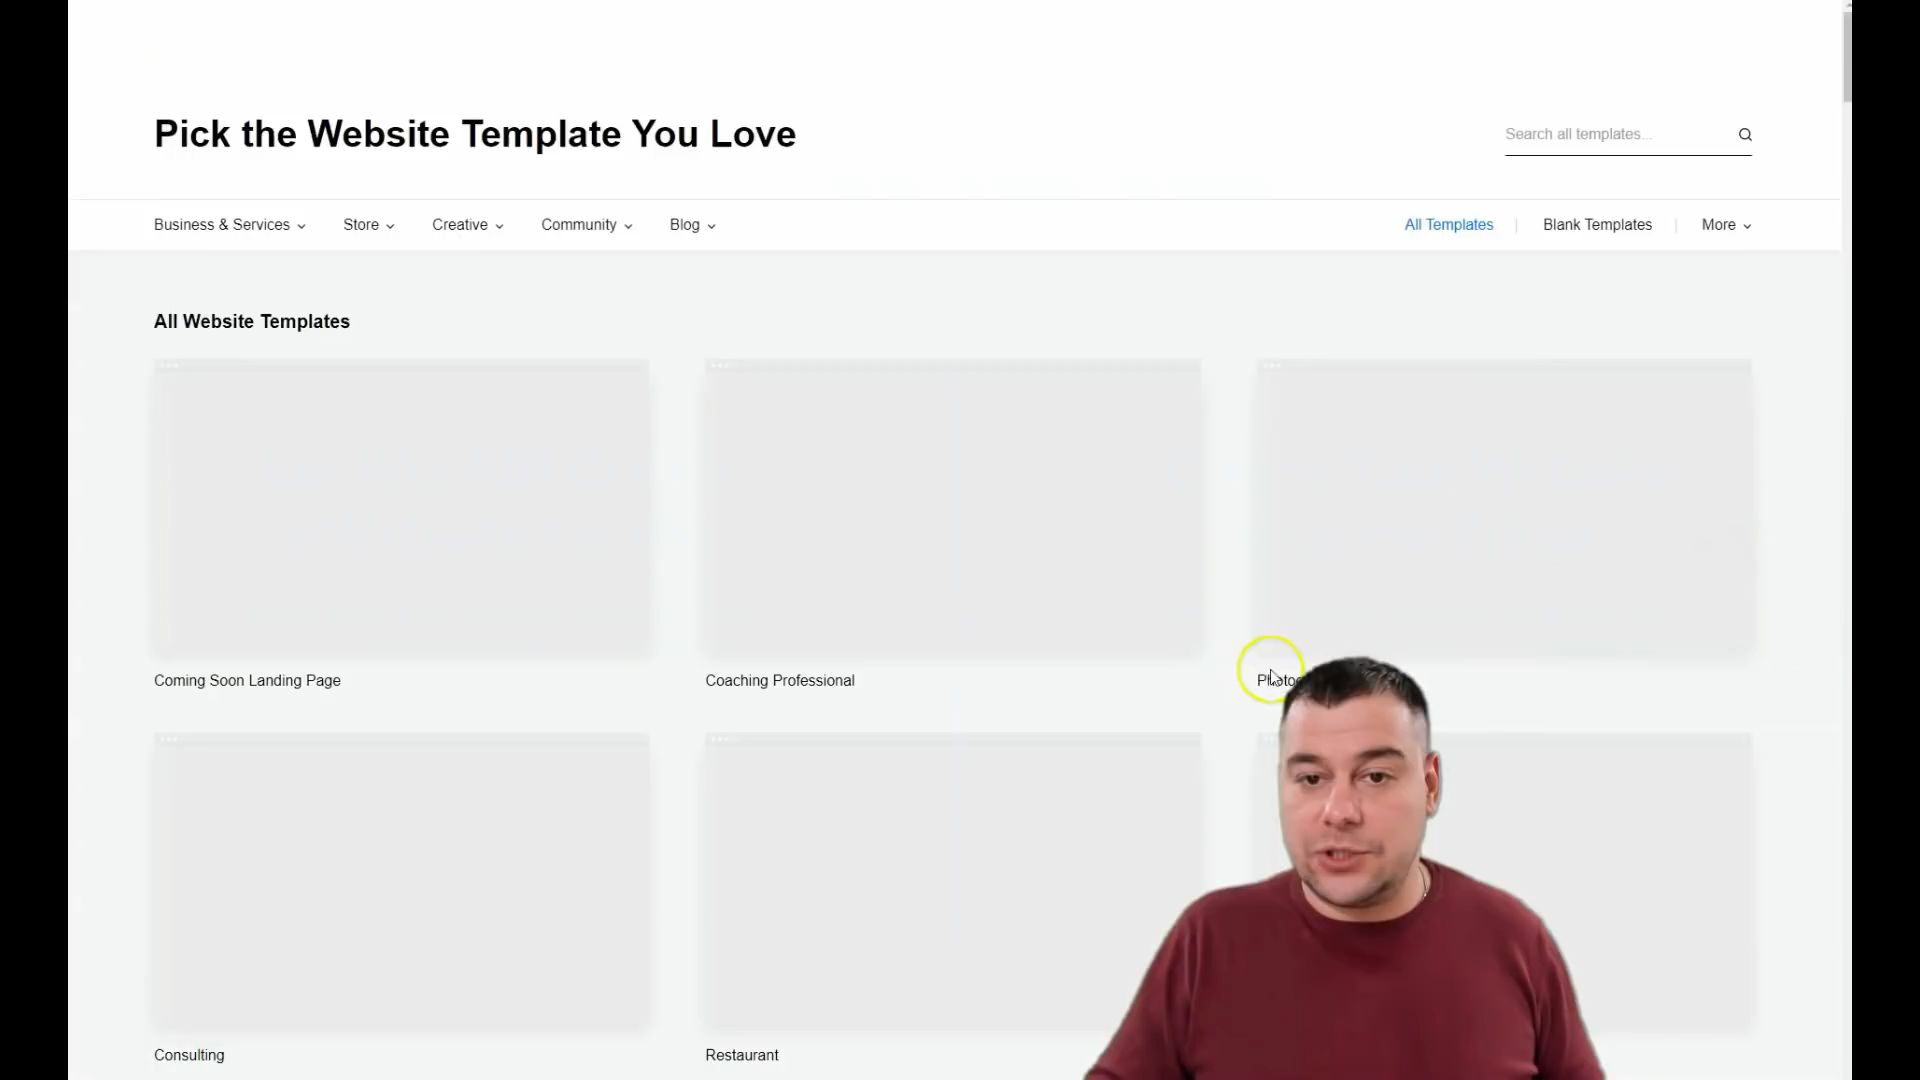 Pick the Website Template You Love
Search all templates...
Business & Services
Store
Creative
Community
Blog
All Templates
Blank Templates
More
All Website Templates
Coming Soon Landing Page
Coaching Professional
Consulting
Restaurant